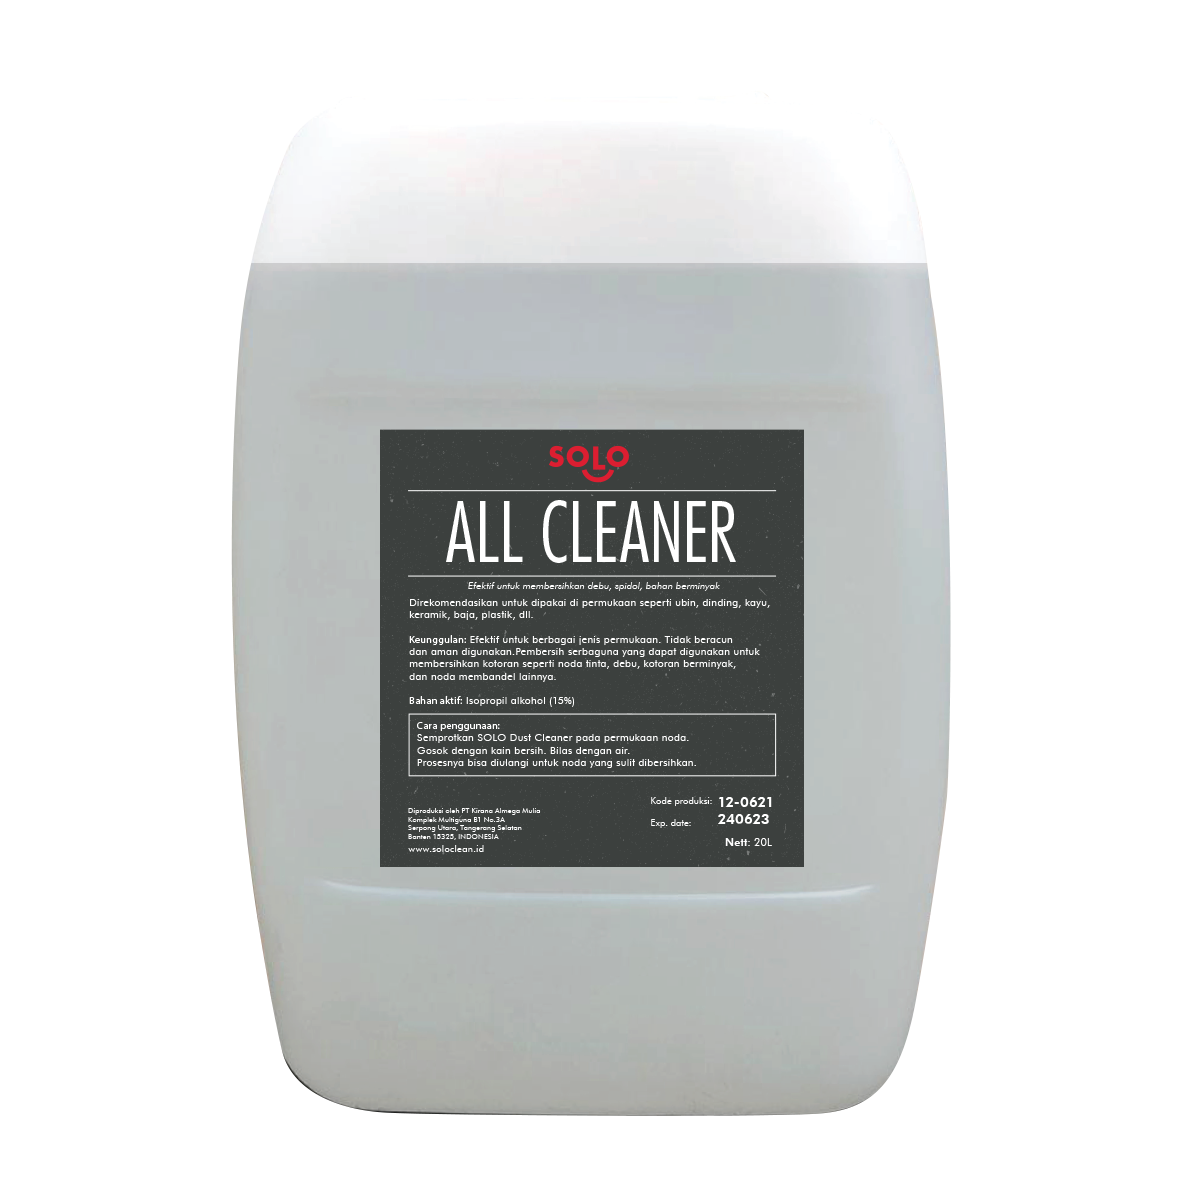 SOLO
ALL CLEANER
Efektif untuk membersihkan debu, spidol, bahan berminyak
Direkomendasikan untuk dipakai di permukaan seperti ubin, dinding, kayu,
keramik, baja, plastik, dll.
Keunggulan: Efektif untuk berbagai jenis permukaan. Tidak beracun
dan aman digunakan.Pembersih serbaguna yang dapat digunakan untuk
membersihkan kotoran seperti noda tinta, debu, kotoran berminyak,
dan noda membandel lainnya.
Bahan aktif: Isopropil alkohol (15%)
Cara penggunaan:
Semprotkan SOLO Dust Cleaner pada permukaan noda.
Gosok dengan kain bersih. Bilas dengan air.
Prosesnya bisa diulangi untuk noda yang sulit dibersihkan.
Diproduksi oleh PT Kirana Almega Mulia
Komplek Multiguna B1 No.3A
Serpong Utara, Tangerang Selatan
Banten 15325, INDONESIA
www.soloclean.id
Kode produksi: 12-0621
Exp. date: 240623
Nett: 20L